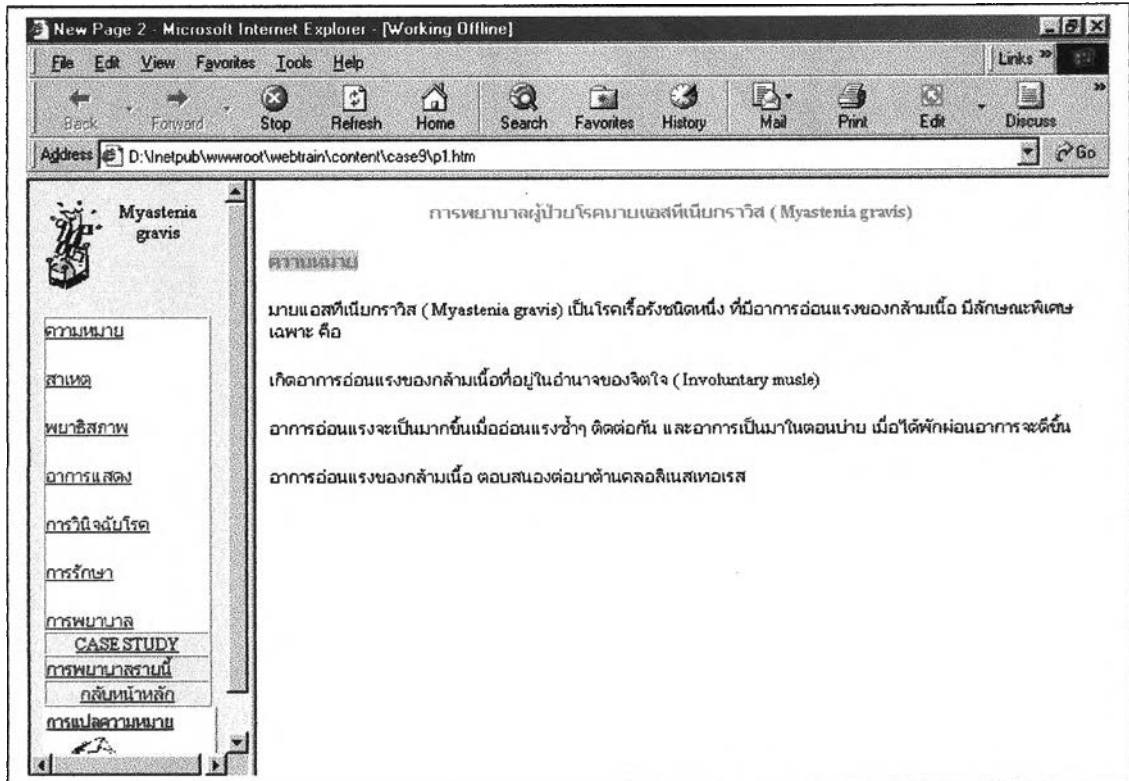 New Page 2 - Microsoft Internet Explorer - [Working Offline]
File Edit View Favorites Tools Help Links »
Back Forward Stop Refresh Home Search Favorites History Mail Print Edit Discuss »
Address D:\Inetpub\wwwroot\webtrain\content\case9\p1.htm Go
Myastenia
gravis
ความหมาย
สาเหตุ
พยาธิสภาพ
อาการแสดง
การวินิจฉัยโรค
การรักษา
การพยาบาล
CASE STUDY
การพยาบาลรายนี้
กลับหน้าหลัก
การแปลความหมาย
การพยาบาลผู้ป่วยโรคมายแอสทีเนียกราวิส ( Myastenia gravis)
ความหมาย
มายแอสทีเนียกราวิส ( Myastenia gravis) เป็นโรคเรื้อรังชนิดหนึ่ง ที่มีอาการอ่อนแรงของกล้ามเนื้อ มีลักษณะพิเศษ
เฉพาะ คือ
เกิดอาการอ่อนแรงของกล้ามเนื้อที่อยู่ในอำนาจของจิตใจ ( Involuntary musle)
อาการอ่อนแรงจะเป็นมากขึ้นเมื่ออ่อนแรงซ้ำๆ ติดต่อกัน และอาการเป็นมาในตอนบ่าย เมื่อได้พักผ่อนอาการจะดีขึ้น
อาการอ่อนแรงของกล้ามเนื้อ ตอบสนองต่อยาต้านคลอลิเนสเทอเรส